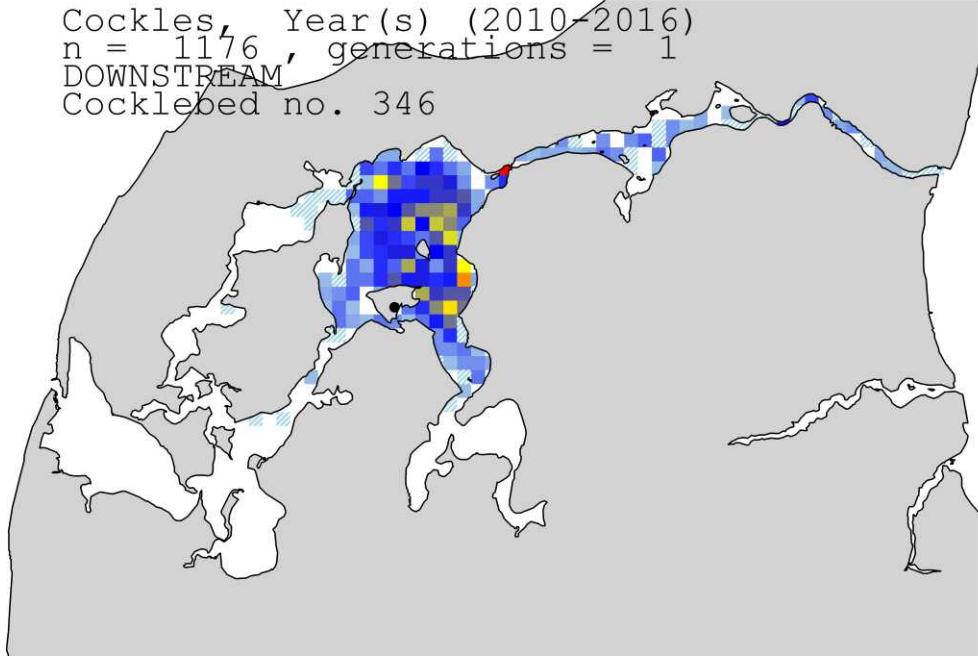 Cockles, Year(s) (2010-2016)
n = 1176 , generations = 1
DOWNSTREAM
Cocklebed no. 346